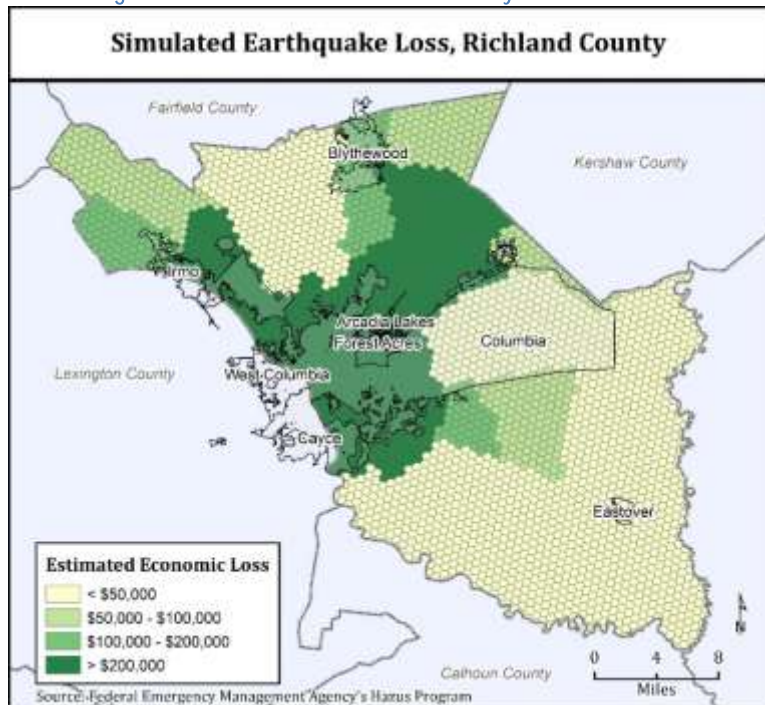 Simulated Earthquake Loss, Richland County
Fairfield County
Blythewood
Kershaw County
Irmo
Arcadia Lakes
Forest Acres
Columbia
Lexington County
West Columbia
Cayce
Eastover
Estimated Economic Loss
< $50,000
$50,000 - $100,000
$100,000 - $200,000
> $200,000
N
0 4 8
Miles
Calhoun County
Source: Federal Emergency Management Agency's Hazus Program